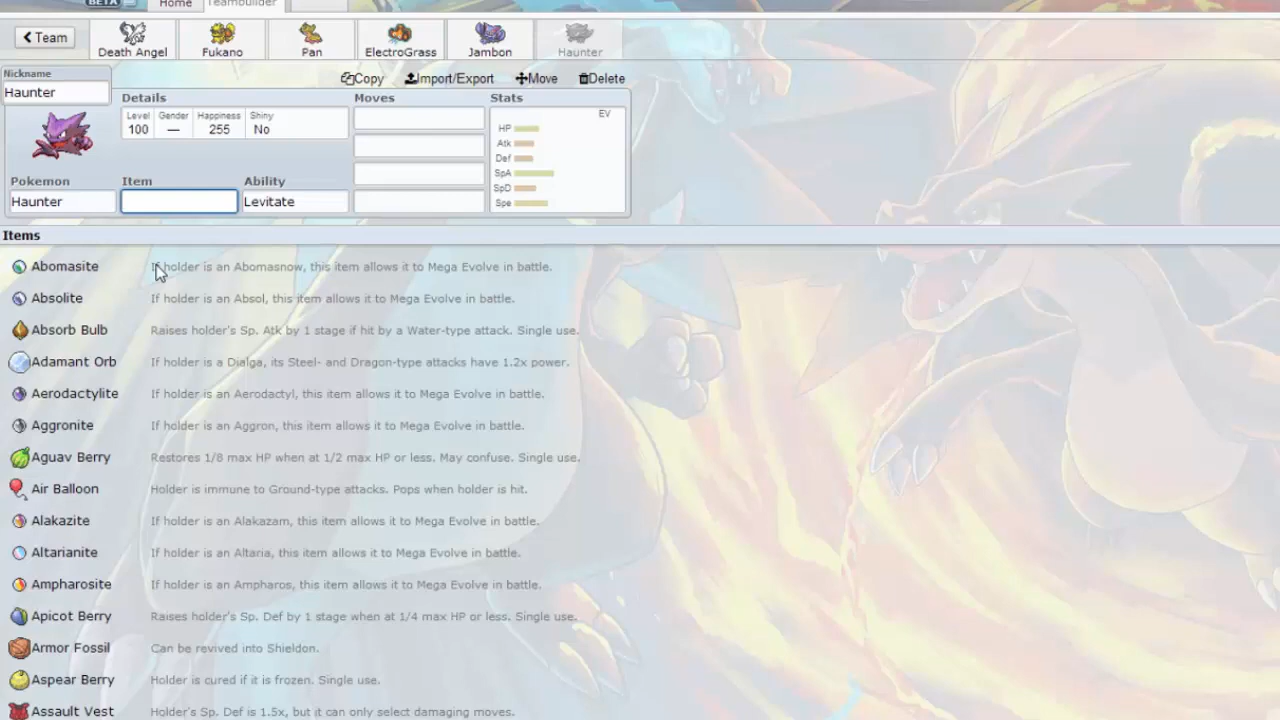 BETA Home Teambuilder
Team Death Angel Fukano Pan ElectroGrass Jambon Haunter
Copy Import/Export Move Delete
Nickname
Haunter
Details Moves Stats
Level Gender Happiness Shiny EV
100 — 255 No
HP
Atk
Def
SpA
SpD
Spe
Pokemon Item Ability
Haunter Levitate
Items
Abomasite If holder is an Abomasnow, this item allows it to Mega Evolve in battle.
Absolite If holder is an Absol, this item allows it to Mega Evolve in battle.
Absorb Bulb Raises holder's Sp. Atk by 1 stage if hit by a Water-type attack. Single use.
Adamant Orb If holder is a Dialga, its Steel- and Dragon-type attacks have 1.2x power.
Aerodactylite If holder is an Aerodactyl, this item allows it to Mega Evolve in battle.
Aggronite If holder is an Aggron, this item allows it to Mega Evolve in battle.
Aguav Berry Restores 1/8 max HP when at 1/2 max HP or less. May confuse. Single use.
Air Balloon Holder is immune to Ground-type attacks. Pops when holder is hit.
Alakazite If holder is an Alakazam, this item allows it to Mega Evolve in battle.
Altarianite If holder is an Altaria, this item allows it to Mega Evolve in battle.
Ampharosite If holder is an Ampharos, this item allows it to Mega Evolve in battle.
Apicot Berry Raises holder's Sp. Def by 1 stage when at 1/4 max HP or less. Single use.
Armor Fossil Can be revived into Shieldon.
Aspear Berry Holder is cured if it is frozen. Single use.
Assault Vest Holder's Sp. Def is 1.5x, but it can only select damaging moves.